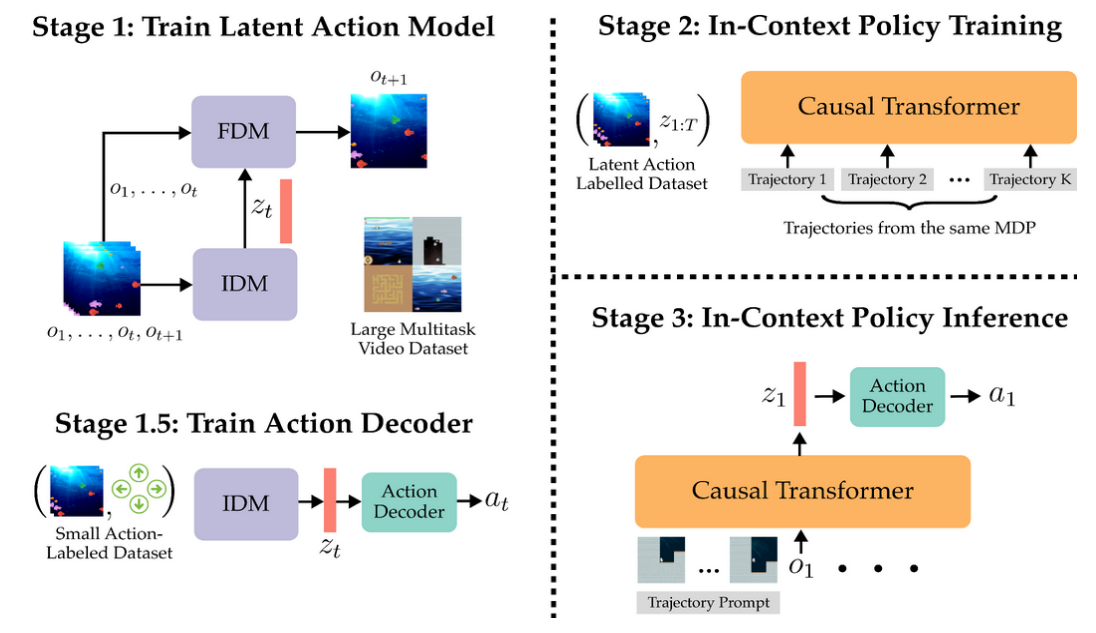 Stage 1: Train Latent Action Model
o_{t+1}
FDM
o_1, . . . , o_t
z_t
IDM
o_1, . . . , o_t, o_{t+1}
Large Multitask
Video Dataset
Stage 1.5: Train Action Decoder
( , )
Small Action-
Labeled Dataset
IDM
z_t
Action
Decoder
a_t
Stage 2: In-Context Policy Training
( , z_{1:T})
Latent Action
Labelled Dataset
Causal Transformer
Trajectory 1
Trajectory 2
...
Trajectory K
Trajectories from the same MDP
Stage 3: In-Context Policy Inference
z_1
Action
Decoder
a_1
Causal Transformer
...
o_1
. . .
Trajectory Prompt